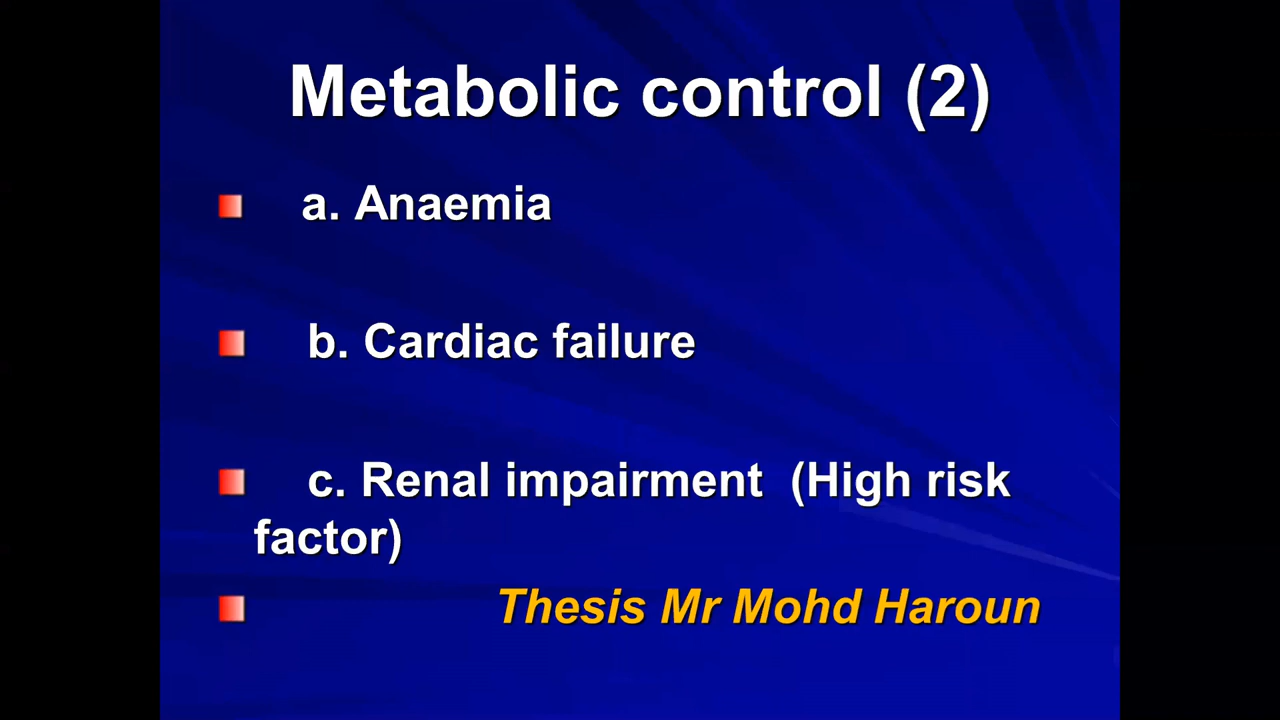 Metabolic control (2)
a. Anaemia
b. Cardiac failure
c. Renal impairment (High risk
factor)
Thesis Mr Mohd Haroun